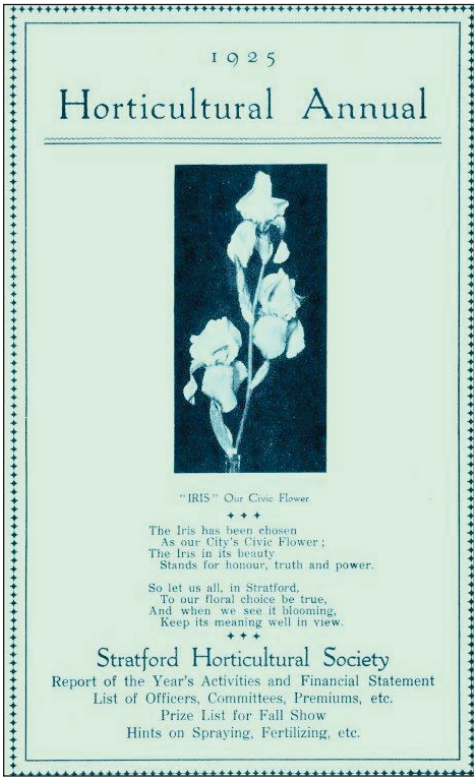 1925
Horticultural Annual
"IRIS" Our Civic Flower
The Iris has been chosen
As our City's Civic Flower;
The Iris in its beauty
Stands for honour, truth and power.
So let us all, in Stratford,
To our floral choice be true,
And when we see it blooming,
Keep its meaning well in view.
Stratford Horticultural Society
Report of the Year's Activities and Financial Statement
List of Officers, Committees, Premiums, etc.
Prize List for Fall Show
Hints on Spraying, Fertilizing, etc.